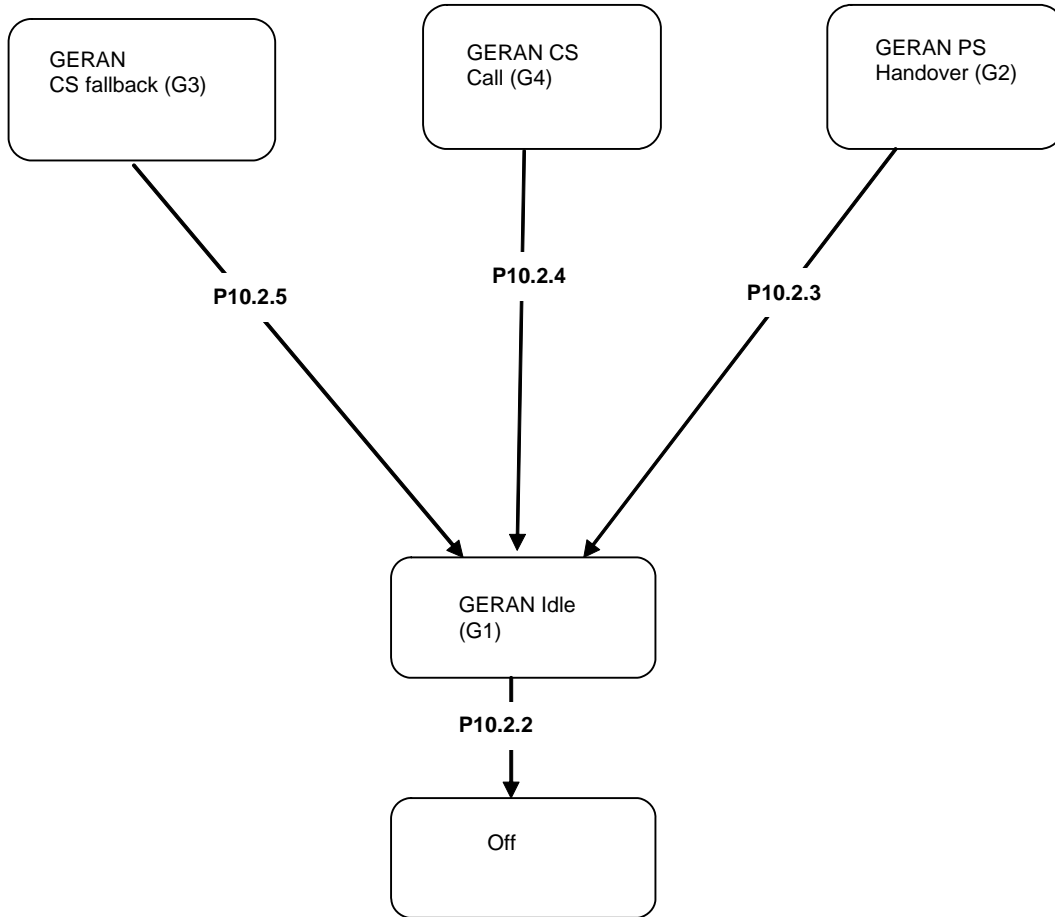 GERAN
CS fallback (G3)
GERAN CS
Call (G4)
GERAN PS
Handover (G2)
P10.2.5
P10.2.4
P10.2.3
GERAN Idle
(G1)
P10.2.2
Off